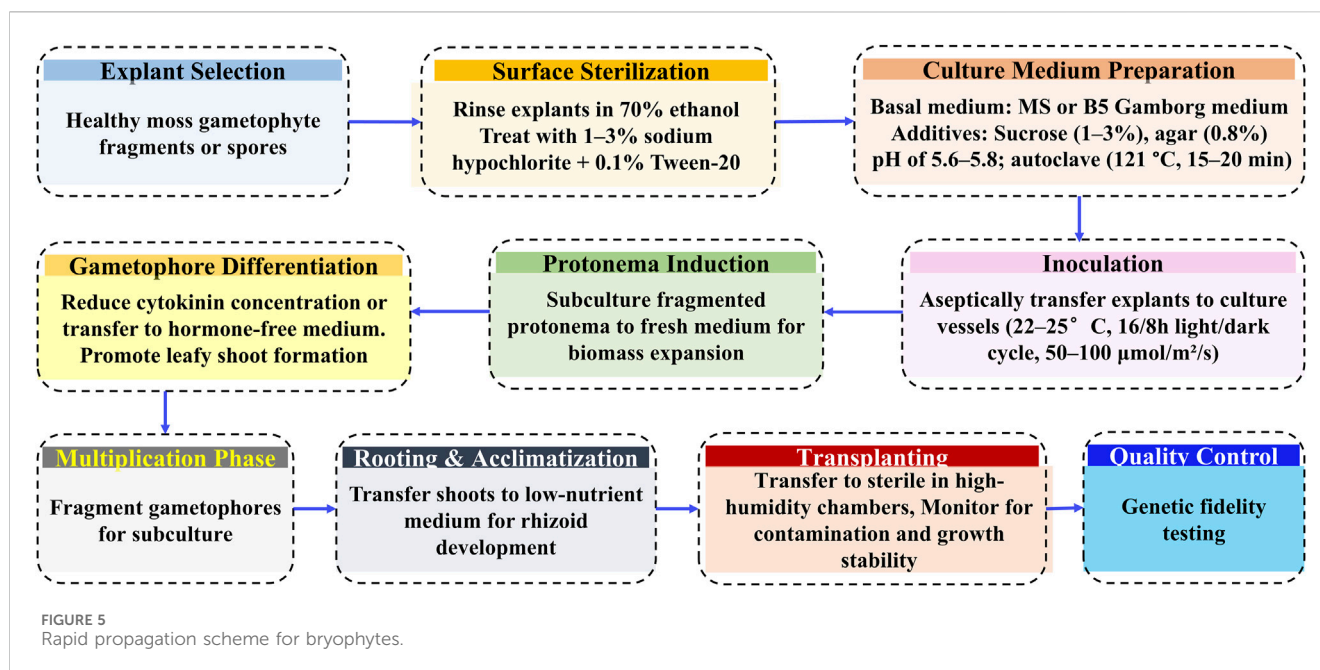 Explant Selection
Healthy moss gametophyte
fragments or spores
Surface Sterilization
Rinse explants in 70% ethanol
Treat with 1–3% sodium
hypochlorite + 0.1% Tween-20
Culture Medium Preparation
Basal medium: MS or B5 Gamborg medium
Additives: Sucrose (1–3%), agar (0.8%)
pH of 5.6–5.8; autoclave (121 °C, 15–20 min)
Inoculation
Aseptically transfer explants to culture
vessels (22–25° C, 16/8h light/dark
cycle, 50–100 μmol/m²/s)
Protonema Induction
Subculture fragmented
protonema to fresh medium for
biomass expansion
Gametophore Differentiation
Reduce cytokinin concentration or
transfer to hormone-free medium.
Promote leafy shoot formation
Multiplication Phase
Fragment gametophores
for subculture
Rooting & Acclimatization
Transfer shoots to low-nutrient
medium for rhizoid
development
Transplanting
Transfer to sterile in high-
humidity chambers, Monitor for
contamination and growth
stability
Quality Control
Genetic fidelity
testing
FIGURE 5
Rapid propagation scheme for bryophytes.